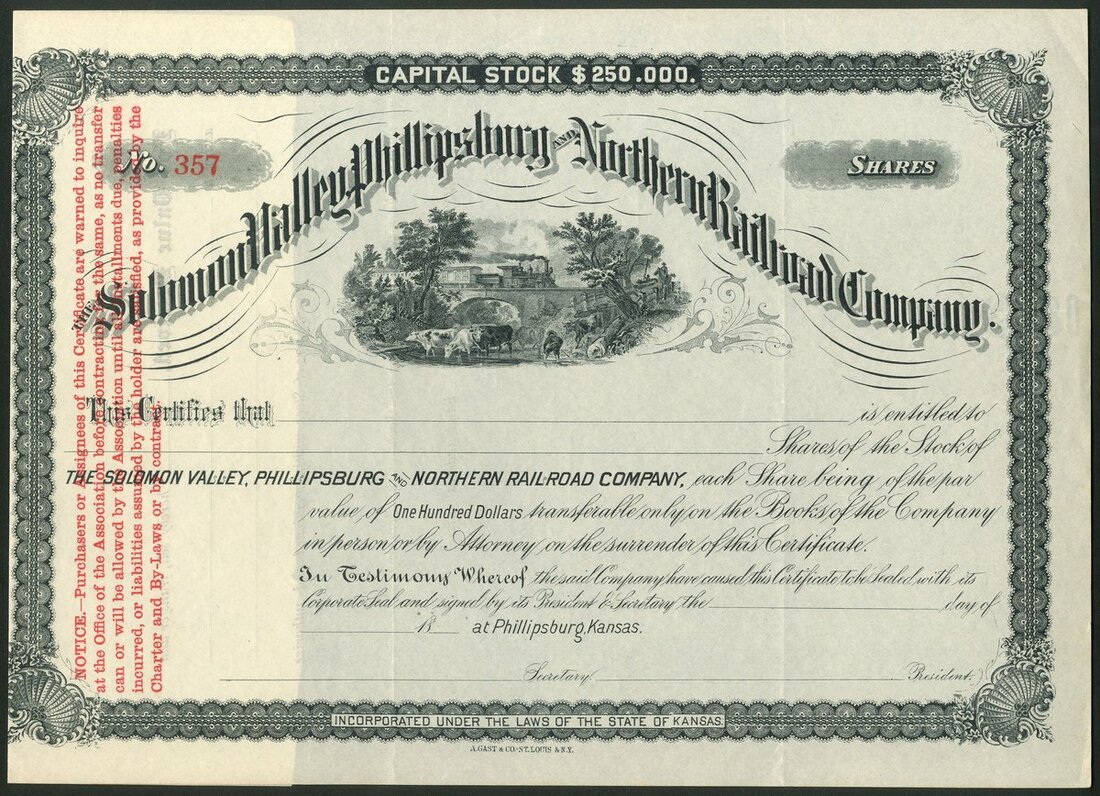 CAPITAL STOCK $250.000.
No. 357
SHARES
THE Solomon Valley, Phillipsburg AND Northern Railroad Company.
This Certifies that is entitled to
Shares of the Stock of
THE SOLOMON VALLEY, PHILLIPSBURG AND NORTHERN RAILROAD COMPANY, each Share being of the par
value of One Hundred Dollars transferable only on the Books of the Company
in person or by Attorney on the surrender of this Certificate.
In Testimony Whereof the said Company have caused this Certificate to be Sealed with its
Corporate Seal and signed by its President & Secretary the day of
18 at Phillipsburg, Kansas.
Secretary. President.
INCORPORATED UNDER THE LAWS OF THE STATE OF KANSAS.
A. GAST & CO.-ST. LOUIS & N.Y.
NOTICE.—Purchasers or Assignees of this Certificate are warned to inquire
at the Office of the Association before contracting for the same, as no transfer
can or will be allowed by the Association until all installments due, penalties
incurred, or liabilities assumed by the holder are satisfied, as provided by the
Charter and By-Laws or by contract.